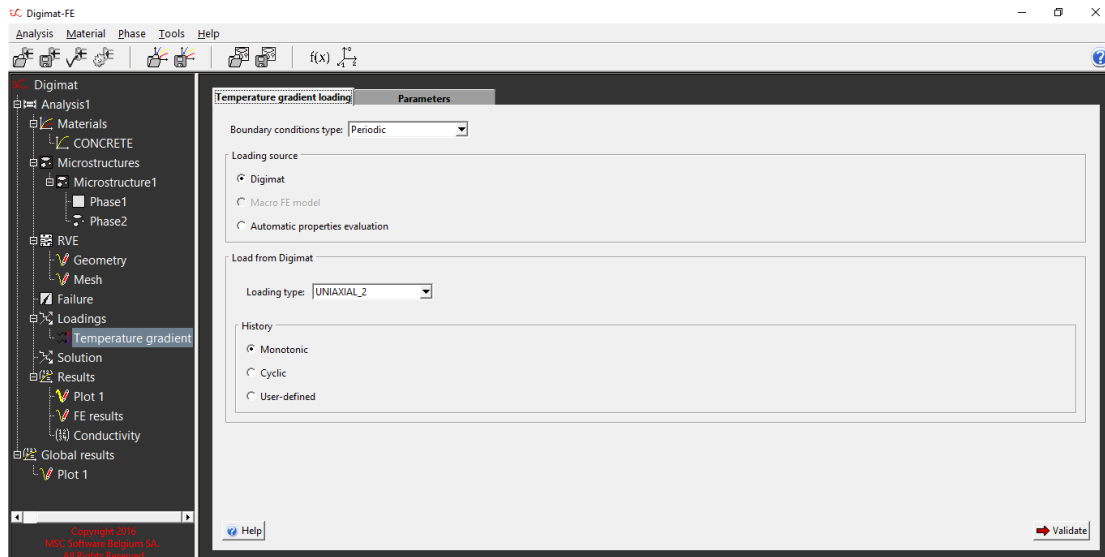 Digimat-FE
Analysis Material Phase Tools Help
f(x)
Digimat
Analysis1
Materials
CONCRETE
Microstructures
Microstructure1
Phase1
Phase2
RVE
Geometry
Mesh
Failure
Loadings
Temperature gradient
Solution
Results
Plot 1
FE results
Conductivity
Global results
Plot 1
Copyright 2016
MSC Software Belgium SA.
All Rights Reserved
Temperature gradient loading Parameters
Boundary conditions type: Periodic
Loading source
Digimat
Macro FE model
Automatic properties evaluation
Load from Digimat
Loading type: UNIAXIAL_2
History
Monotonic
Cyclic
User-defined
Help Validate